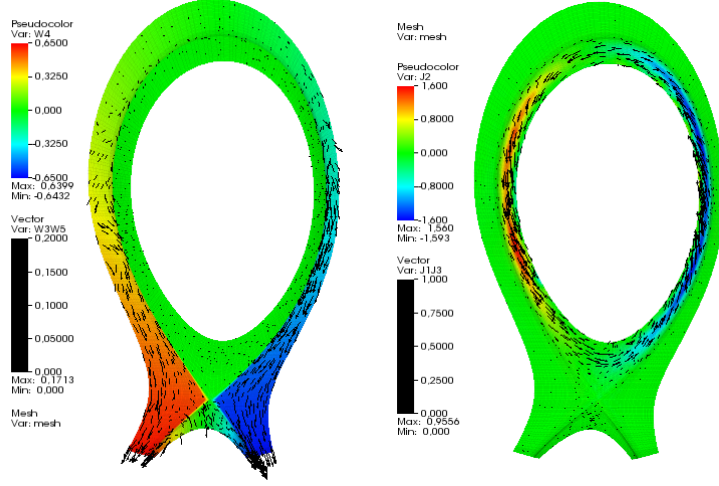 Pseudocolor
Var: W4
0,6500
0,3250
0,000
-0,3250
-0,6500
Max: 0,6399
Min: -0,6432
Vector
Var: W3W5
0,2000
0,1500
0,1000
0,05000
0,000
Max: 0,1713
Min: 0,000
Mesh
Var: mesh
Mesh
Var: mesh
Pseudocolor
Var: J2
1,600
0,8000
0,000
-0,8000
-1,600
Max: 1,560
Min: -1,593
Vector
Var: J1J3
1,000
0,7500
0,5000
0,2500
0,000
Max: 0,9556
Min: 0,000